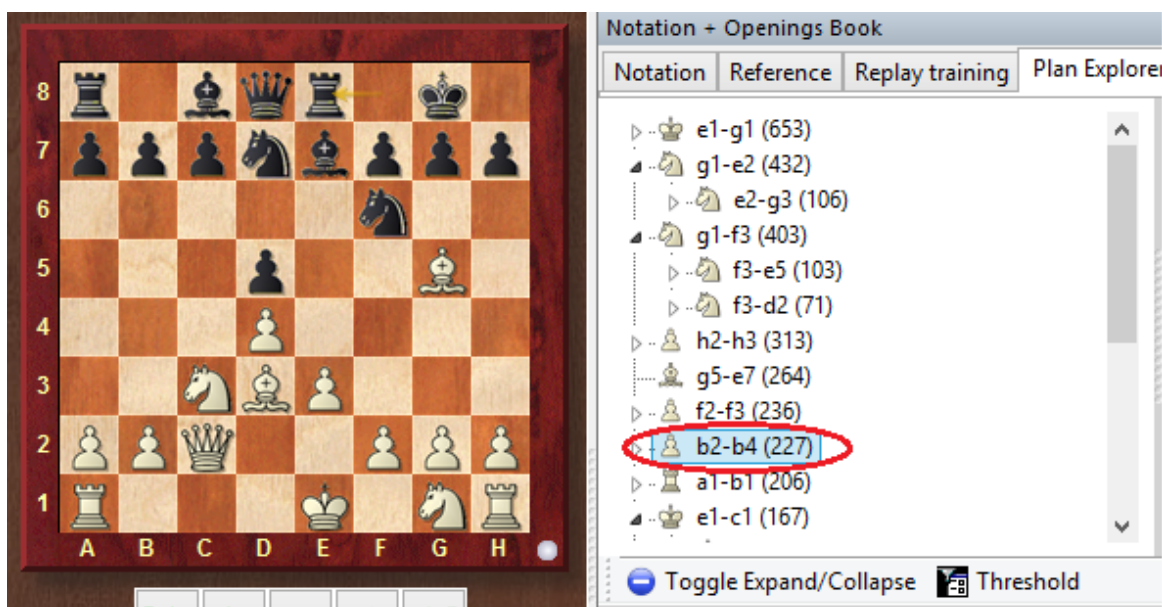 Notation + Openings Book
Notation Reference Replay training Plan Explorer
8
7
6
5
4
3
2
1
A B C D E F G H
e1-g1 (653)
g1-e2 (432)
e2-g3 (106)
g1-f3 (403)
f3-e5 (103)
f3-d2 (71)
h2-h3 (313)
g5-e7 (264)
f2-f3 (236)
b2-b4 (227)
a1-b1 (206)
e1-c1 (167)
Toggle Expand/Collapse Threshold